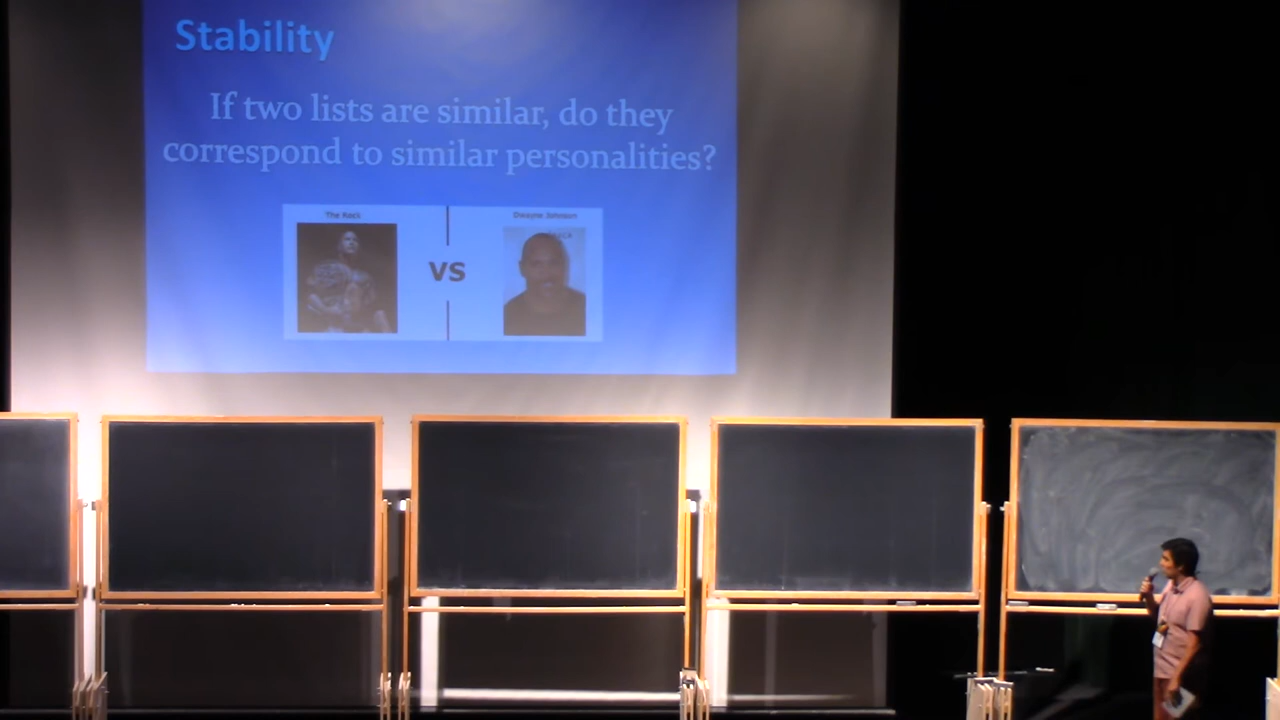 Stability
If two lists are similar, do they
correspond to similar personalities?
The Rock
Dwayne Johnson
vs